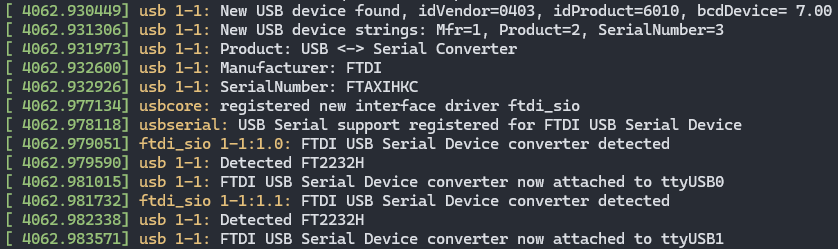 [ 4062.930449] usb 1-1: New USB device found, idVendor=0403, idProduct=6010, bcdDevice= 7.00
[ 4062.931306] usb 1-1: New USB device strings: Mfr=1, Product=2, SerialNumber=3
[ 4062.931973] usb 1-1: Product: USB <-> Serial Converter
[ 4062.932600] usb 1-1: Manufacturer: FTDI
[ 4062.932926] usb 1-1: SerialNumber: FTAXIHKC
[ 4062.977134] usbcore: registered new interface driver ftdi_sio
[ 4062.978118] usbserial: USB Serial support registered for FTDI USB Serial Device
[ 4062.979051] ftdi_sio 1-1:1.0: FTDI USB Serial Device converter detected
[ 4062.979590] usb 1-1: Detected FT2232H
[ 4062.981015] usb 1-1: FTDI USB Serial Device converter now attached to ttyUSB0
[ 4062.981732] ftdi_sio 1-1:1.1: FTDI USB Serial Device converter detected
[ 4062.982338] usb 1-1: Detected FT2232H
[ 4062.983571] usb 1-1: FTDI USB Serial Device converter now attached to ttyUSB1